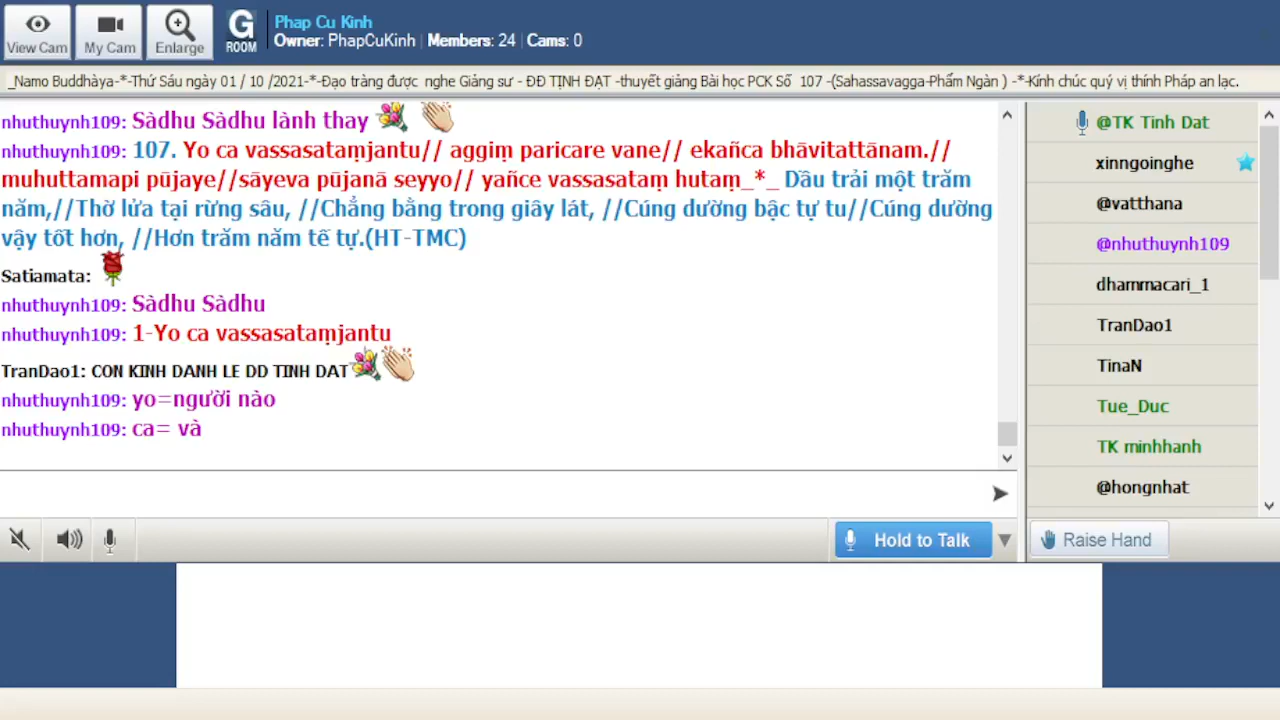 View Cam
My Cam
Enlarge
G
ROOM
Phap Cu Kinh
Owner: PhapCuKinh | Members: 24 | Cams: 0
_Namo Buddhàya-*-Thứ Sáu ngày 01 / 10 /2021-*-Đạo tràng được  nghe Giảng sư - ĐĐ TỊNH ĐẠT -thuyết giảng Bài học PCK Số  107 -(Sahassavagga-Phẩm Ngàn ) -*-Kính chúc quý vị thính Pháp an lạc.
nhuthuynh109: Sàdhu Sàdhu lành thay
nhuthuynh109: 107. Yo ca vassasataṃjantu// aggiṃ paricare vane// ekañca bhāvitattānam.//
muhuttamapi pūjaye//sāyeva pūjanā seyyo// yañce vassasataṃ hutaṃ_*_ Dầu trải một trăm
năm,//Thờ lửa tại rừng sâu, //Chẳng bằng trong giây lát, //Cúng dường bậc tự tu//Cúng dường
vậy tốt hơn, //Hơn trăm năm tế tự.(HT-TMC)
Satiamata:
nhuthuynh109: Sàdhu Sàdhu
nhuthuynh109: 1-Yo ca vassasataṃjantu
TranDao1: CON KINH DANH LE DD TINH DAT
nhuthuynh109: yo=người nào
nhuthuynh109: ca= và
@TK Tinh Dat
xinngoinghe
@vatthana
@nhuthuynh109
dhammacari_1
TranDao1
TinaN
Tue_Duc
TK minhhanh
@hongnhat
Hold to Talk
Raise Hand